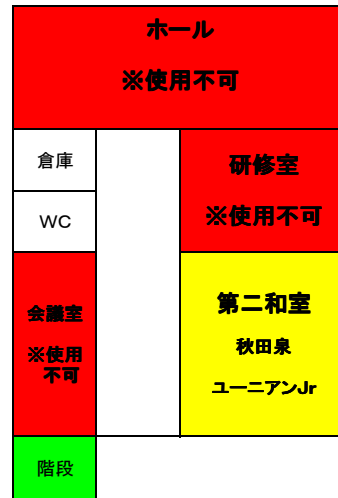 ホール
※使用不可
倉庫
研修室
※使用不可
WC
会議室
※使用
不可
第二和室
秋田泉
ユーニアンJr
階段